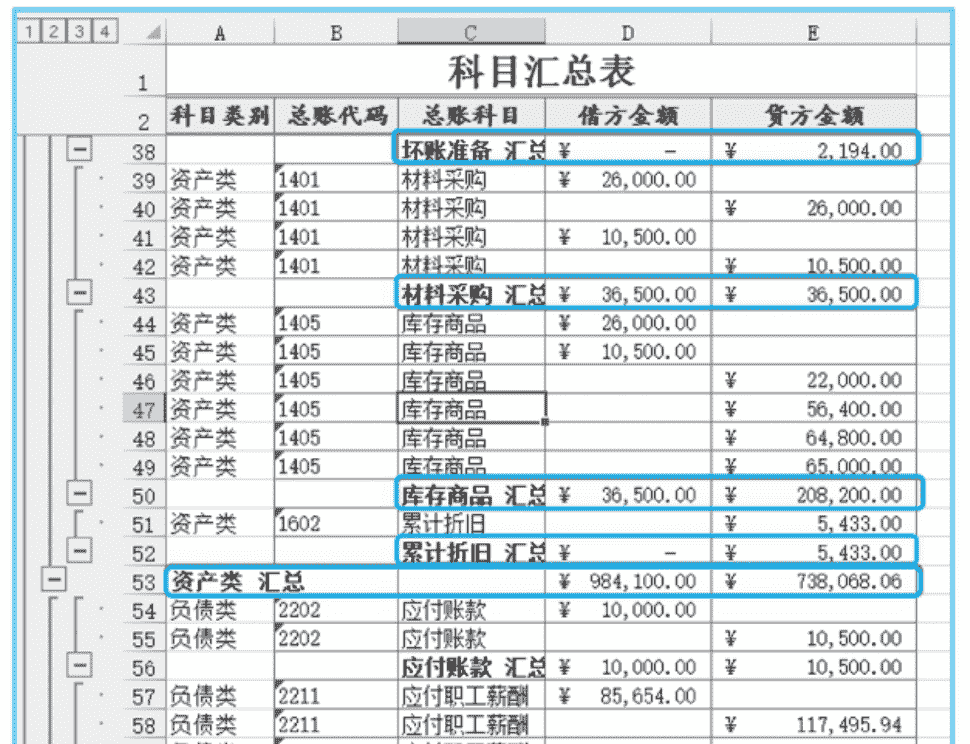 1 2 3 4 A B C D E
1 科目汇总表
2 科目类别 总账代码 总账科目 借方金额 贷方金额
38 坏账准备 汇总 ¥ - ¥ 2,194.00
39 资产类 1401 材料采购 ¥ 26,000.00
40 资产类 1401 材料采购 ¥ 26,000.00
41 资产类 1401 材料采购 ¥ 10,500.00
42 资产类 1401 材料采购 ¥ 10,500.00
43 材料采购 汇总 ¥ 36,500.00 ¥ 36,500.00
44 资产类 1405 库存商品 ¥ 26,000.00
45 资产类 1405 库存商品 ¥ 10,500.00
46 资产类 1405 库存商品 ¥ 22,000.00
47 资产类 1405 库存商品 ¥ 56,400.00
48 资产类 1405 库存商品 ¥ 64,800.00
49 资产类 1405 库存商品 ¥ 65,000.00
50 库存商品 汇总 ¥ 36,500.00 ¥ 208,200.00
51 资产类 1602 累计折旧 ¥ 5,433.00
52 累计折旧 汇总 ¥ - ¥ 5,433.00
53 资产类 汇总 ¥ 984,100.00 ¥ 738,068.06
54 负债类 2202 应付账款 ¥ 10,000.00
55 负债类 2202 应付账款 ¥ 10,500.00
56 应付账款 汇总 ¥ 10,000.00 ¥ 10,500.00
57 负债类 2211 应付职工薪酬 ¥ 85,654.00
58 负债类 2211 应付职工薪酬 ¥ 117,495.94